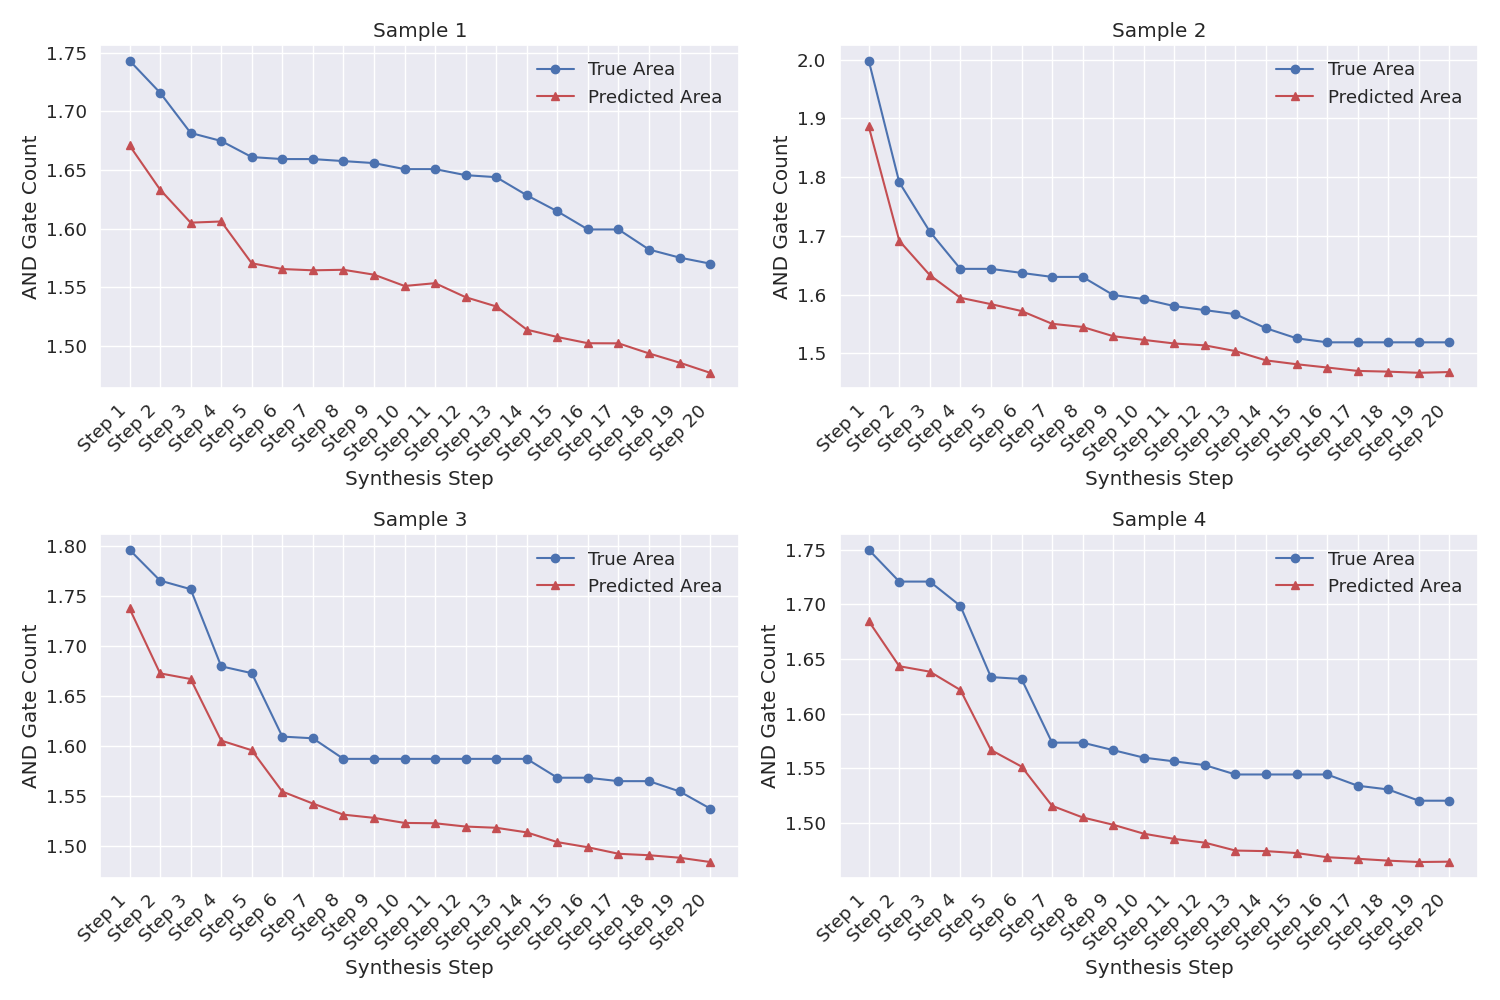 Sample 1
AND Gate Count
1.75
1.70
1.65
1.60
1.55
1.50
True Area
Predicted Area
Step 1
Step 2
Step 3
Step 4
Step 5
Step 6
Step 7
Step 8
Step 9
Step 10
Step 11
Step 12
Step 13
Step 14
Step 15
Step 16
Step 17
Step 18
Step 19
Step 20
Synthesis Step
Sample 2
AND Gate Count
2.0
1.9
1.8
1.7
1.6
1.5
True Area
Predicted Area
Step 1
Step 2
Step 3
Step 4
Step 5
Step 6
Step 7
Step 8
Step 9
Step 10
Step 11
Step 12
Step 13
Step 14
Step 15
Step 16
Step 17
Step 18
Step 19
Step 20
Synthesis Step
Sample 3
AND Gate Count
1.80
1.75
1.70
1.65
1.60
1.55
1.50
True Area
Predicted Area
Step 1
Step 2
Step 3
Step 4
Step 5
Step 6
Step 7
Step 8
Step 9
Step 10
Step 11
Step 12
Step 13
Step 14
Step 15
Step 16
Step 17
Step 18
Step 19
Step 20
Synthesis Step
Sample 4
AND Gate Count
1.75
1.70
1.65
1.60
1.55
1.50
True Area
Predicted Area
Step 1
Step 2
Step 3
Step 4
Step 5
Step 6
Step 7
Step 8
Step 9
Step 10
Step 11
Step 12
Step 13
Step 14
Step 15
Step 16
Step 17
Step 18
Step 19
Step 20
Synthesis Step